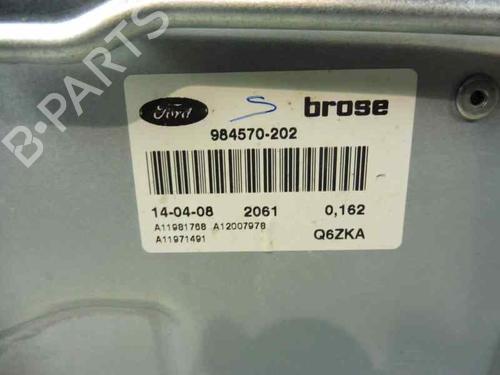 Ford S brose
984570-202
14-04-08 2061 0,162
A11981768 A12007978
A11971491 Q6ZKA
B-PARTS